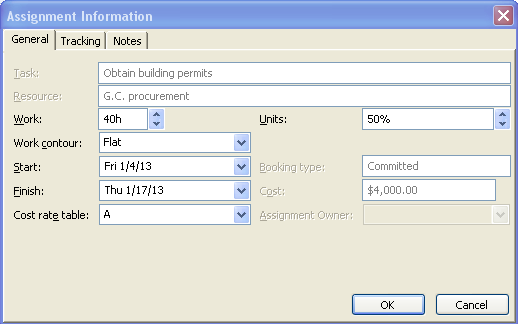 Assignment Information
General Tracking Notes
Task: Obtain building permits
Resource: G.C. procurement
Work: 40h Units: 50%
Work contour: Flat
Start: Fri 1/4/13 Booking type: Committed
Finish: Thu 1/17/13 Cost: $4,000.00
Cost rate table: A Assignment Owner:
OK Cancel